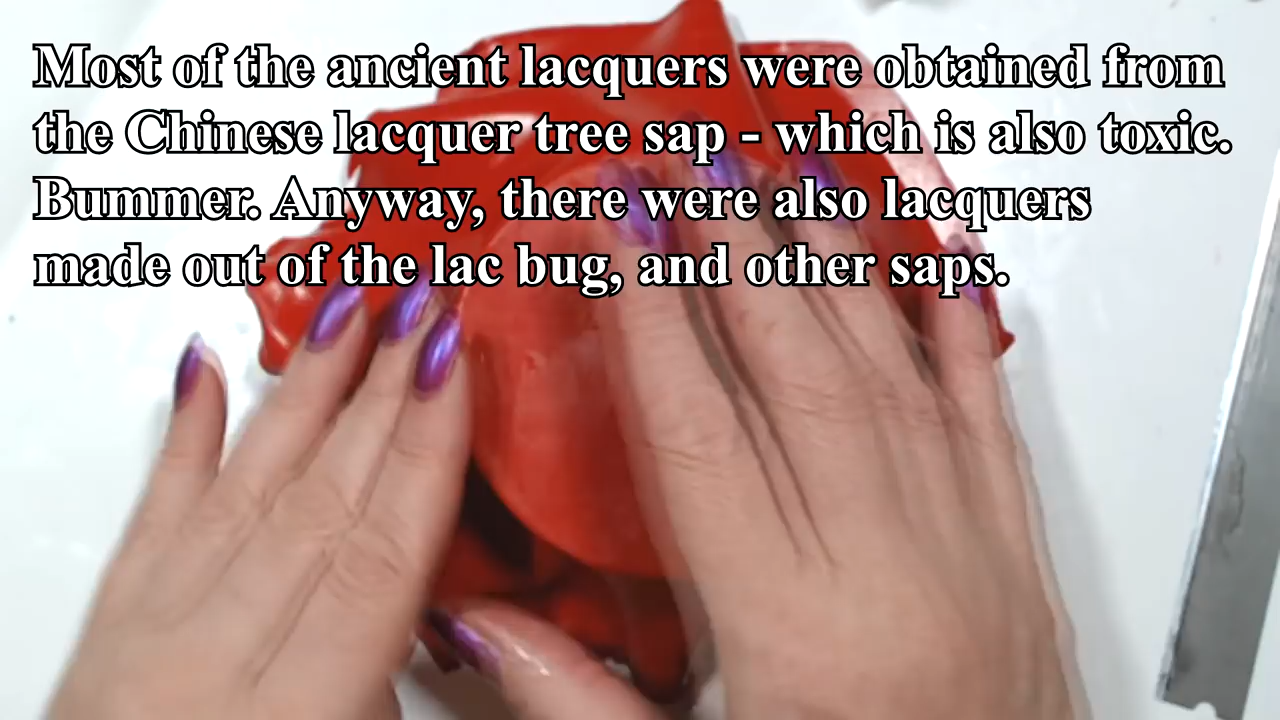 Most of the ancient lacquers were obtained from
the Chinese lacquer tree sap - which is also toxic.
Bummer. Anyway, there were also lacquers
made out of the lac bug, and other saps.